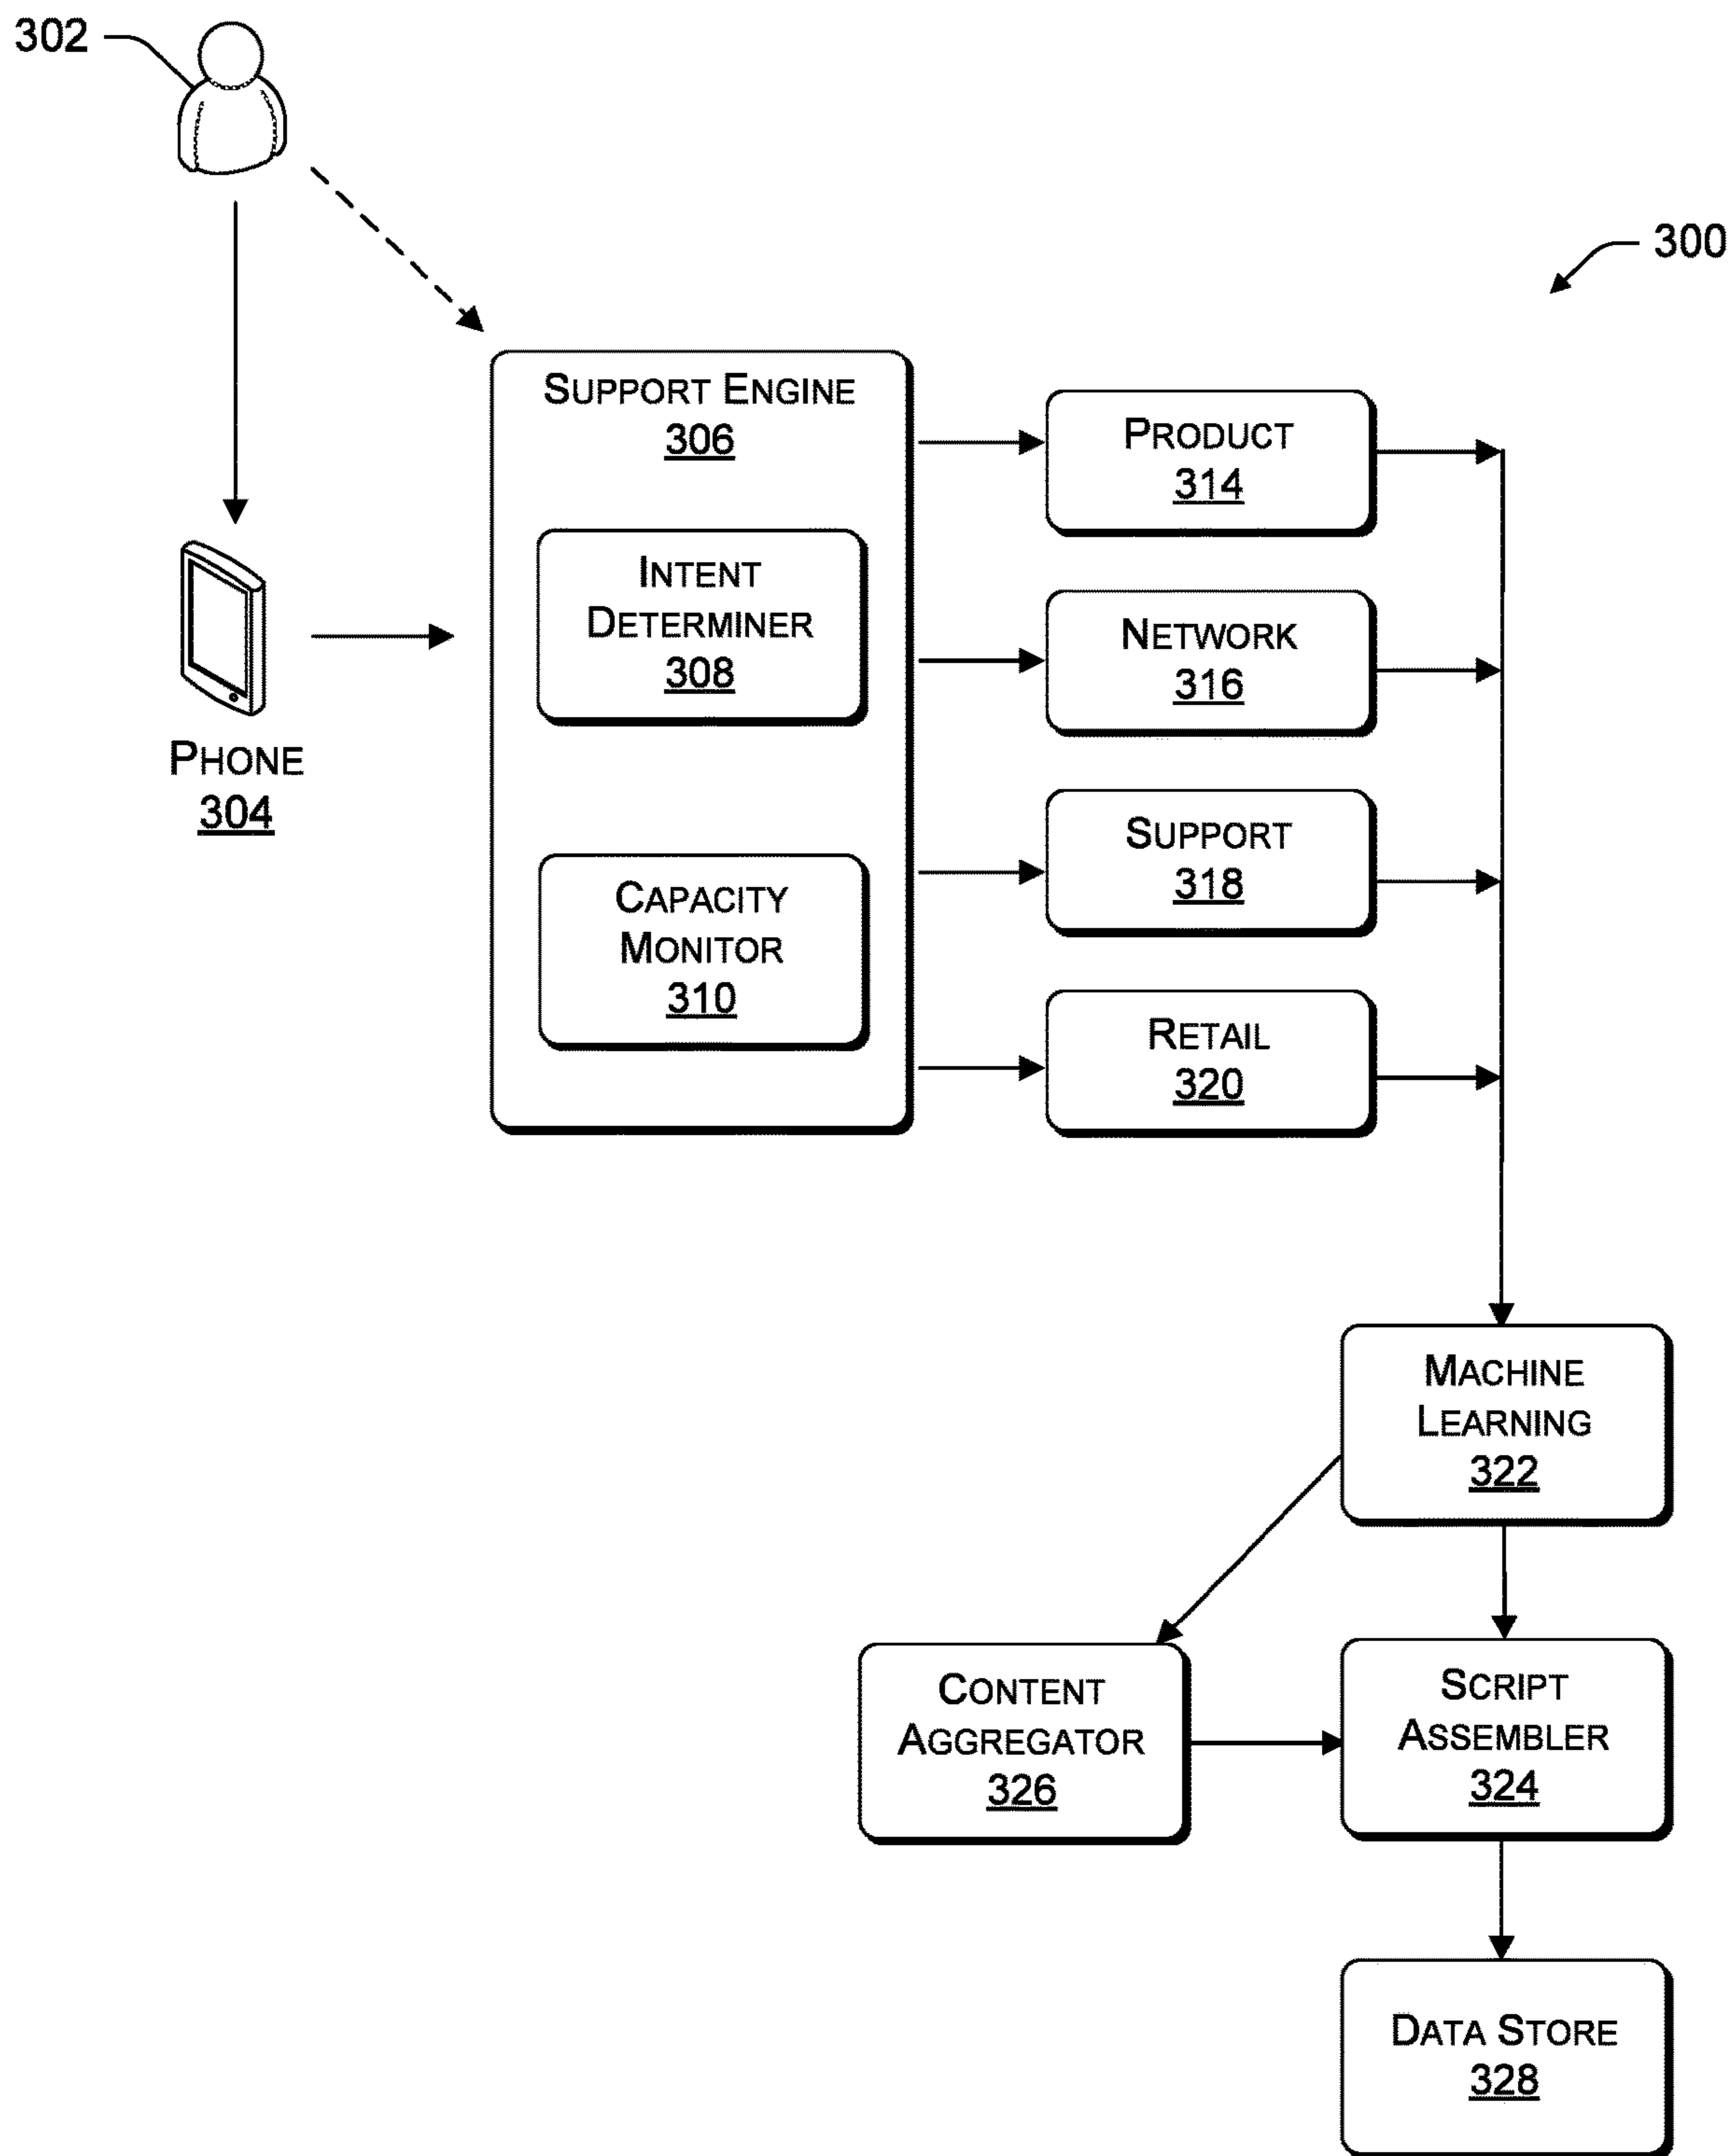 302
300
SUPPORT ENGINE
306
PRODUCT
314
INTENT
DETERMINER
308
NETWORK
316
PHONE
304
SUPPORT
318
CAPACITY
MONITOR
310
RETAIL
320
MACHINE
LEARNING
322
CONTENT
AGGREGATOR
326
SCRIPT
ASSEMBLER
324
DATA STORE
328